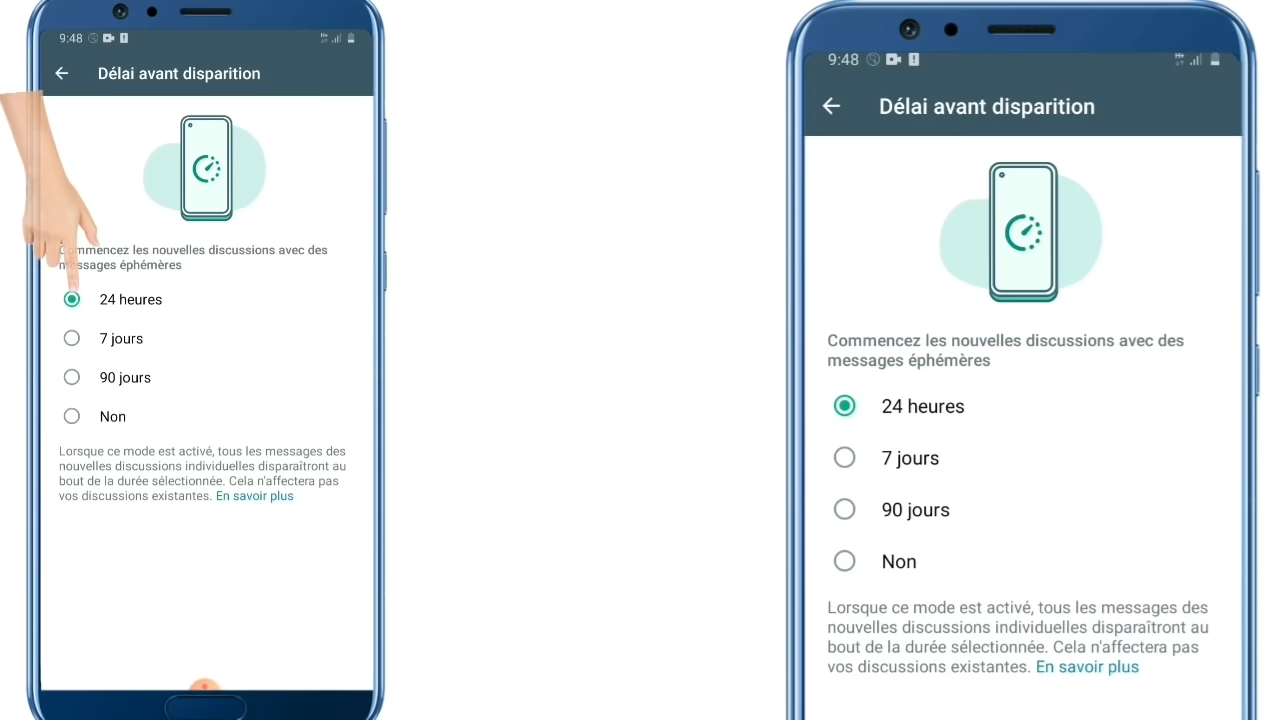 9:48
Délai avant disparition
Commencez les nouvelles discussions avec des
messages éphémères
24 heures
7 jours
90 jours
Non
Lorsque ce mode est activé, tous les messages des
nouvelles discussions individuelles disparaîtront au
bout de la durée sélectionnée. Cela n'affectera pas
vos discussions existantes. En savoir plus
9:48
H+
Délai avant disparition
Commencez les nouvelles discussions avec des
messages éphémères
24 heures
7 jours
90 jours
Non
Lorsque ce mode est activé, tous les messages des
nouvelles discussions individuelles disparaîtront au
bout de la durée sélectionnée. Cela n'affectera pas
vos discussions existantes. En savoir plus